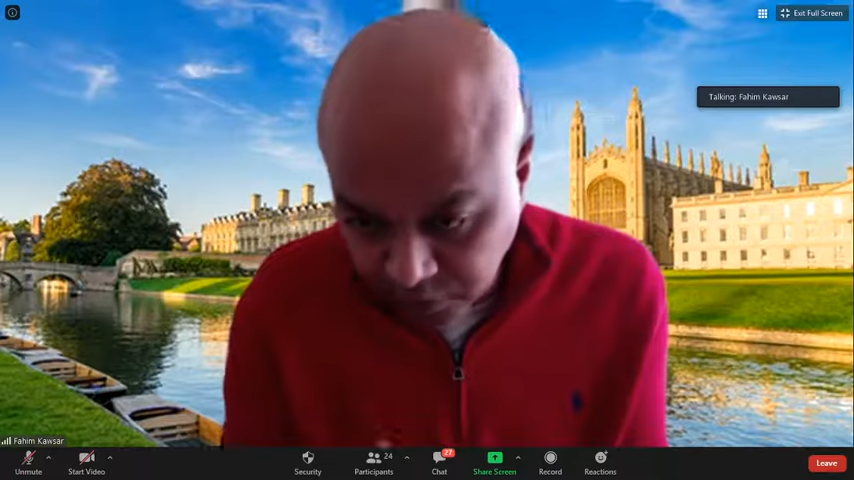 Exit Full Screen
Talking: Fahim Kawsar
Fahim Kawsar
Unmute
Start Video
Security
24
Participants
27
Chat
Share Screen
Record
Reactions
Leave